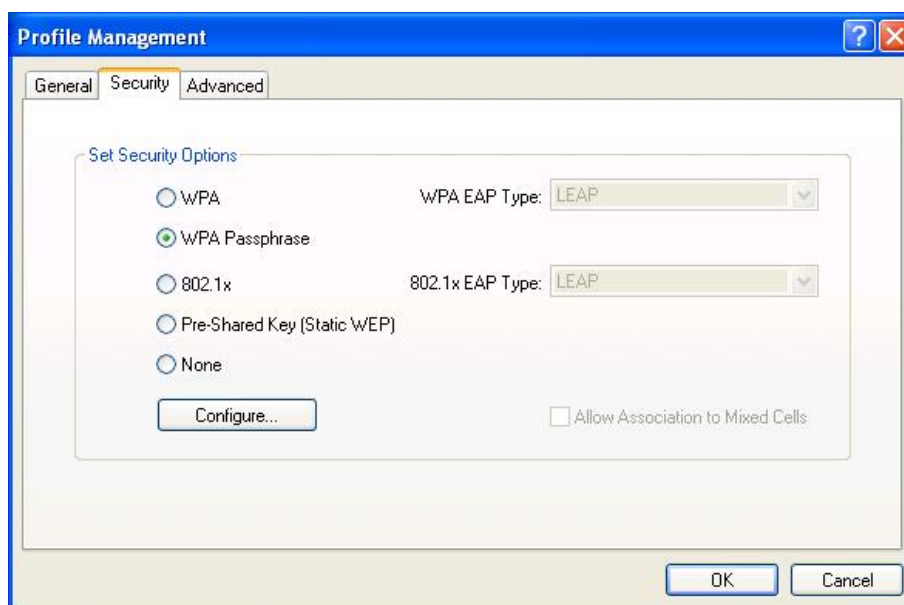 Profile Management
General Security Advanced
Set Security Options
WPA WPA EAP Type: LEAP
WPA Passphrase
802.1x 802.1x EAP Type: LEAP
Pre-Shared Key (Static WEP)
None
Configure... Allow Association to Mixed Cells
OK Cancel